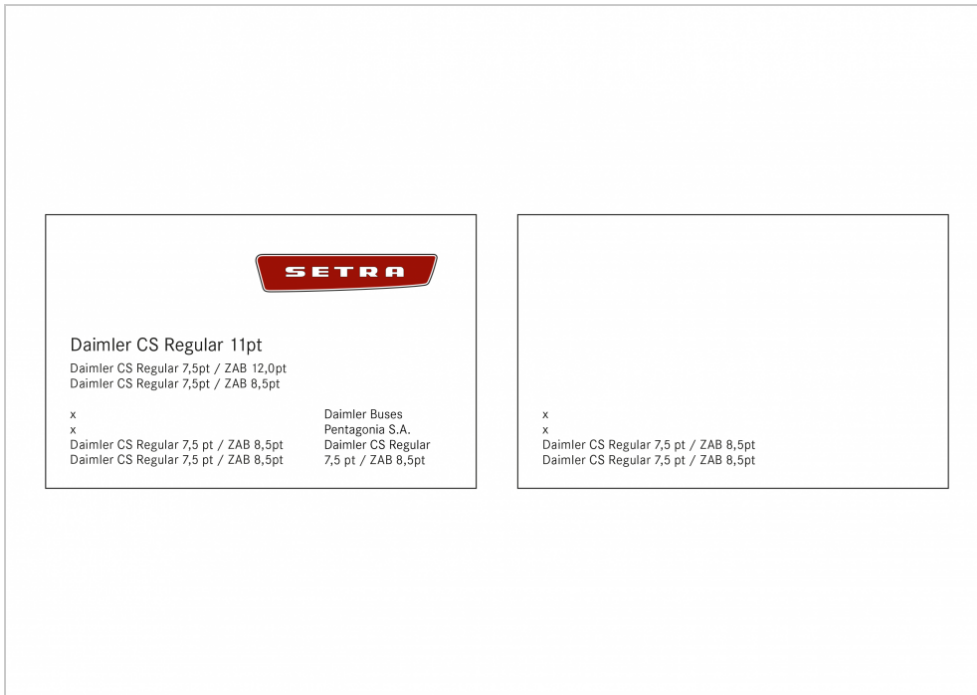 SETRA
Daimler CS Regular 11pt
Daimler CS Regular 7,5pt / ZAB 12,0pt
Daimler CS Regular 7,5pt / ZAB 8,5pt
x
x
Daimler CS Regular 7,5 pt / ZAB 8,5pt
Daimler CS Regular 7,5 pt / ZAB 8,5pt
Daimler Buses
Pentagonia S.A.
Daimler CS Regular
7,5 pt / ZAB 8,5pt
x
x
Daimler CS Regular 7,5 pt / ZAB 8,5pt
Daimler CS Regular 7,5 pt / ZAB 8,5pt